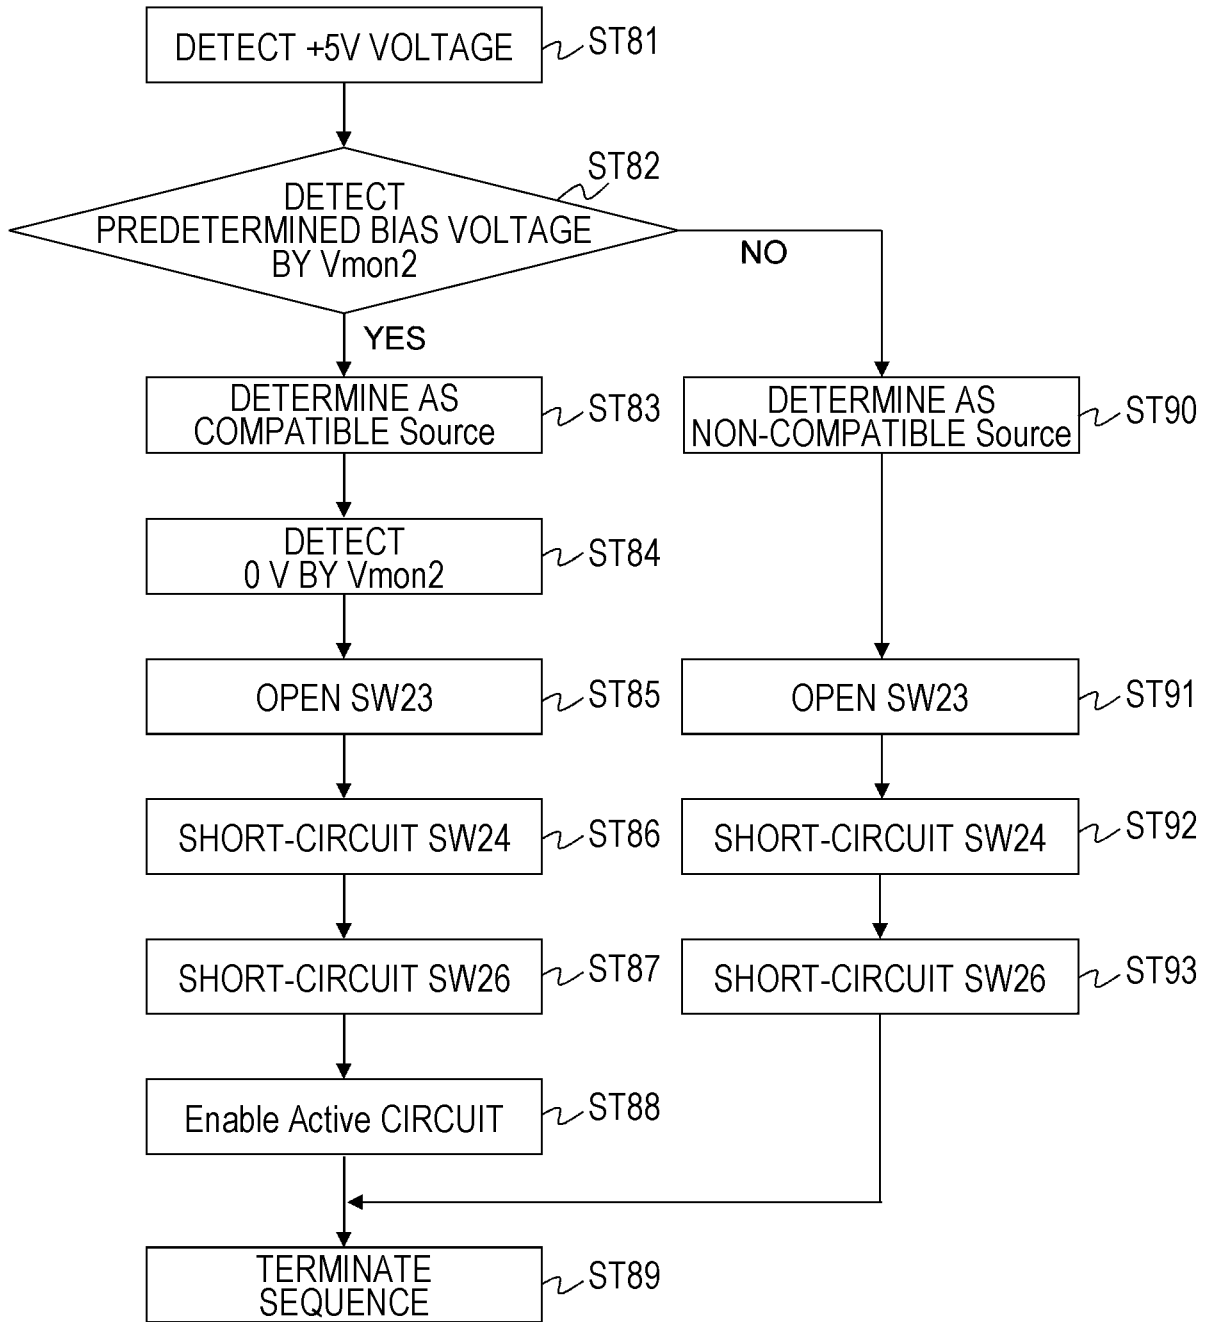 DETECT +5V VOLTAGE
ST81
DETECT
PREDETERMINED BIAS VOLTAGE
BY Vmon2
ST82
NO
YES
DETERMINE AS
COMPATIBLE Source
ST83
DETERMINE AS
NON-COMPATIBLE Source
ST90
DETECT
0 V BY Vmon2
ST84
OPEN SW23
ST85
OPEN SW23
ST91
SHORT-CIRCUIT SW24
ST86
SHORT-CIRCUIT SW24
ST92
SHORT-CIRCUIT SW26
ST87
SHORT-CIRCUIT SW26
ST93
Enable Active CIRCUIT
ST88
TERMINATE
SEQUENCE
ST89